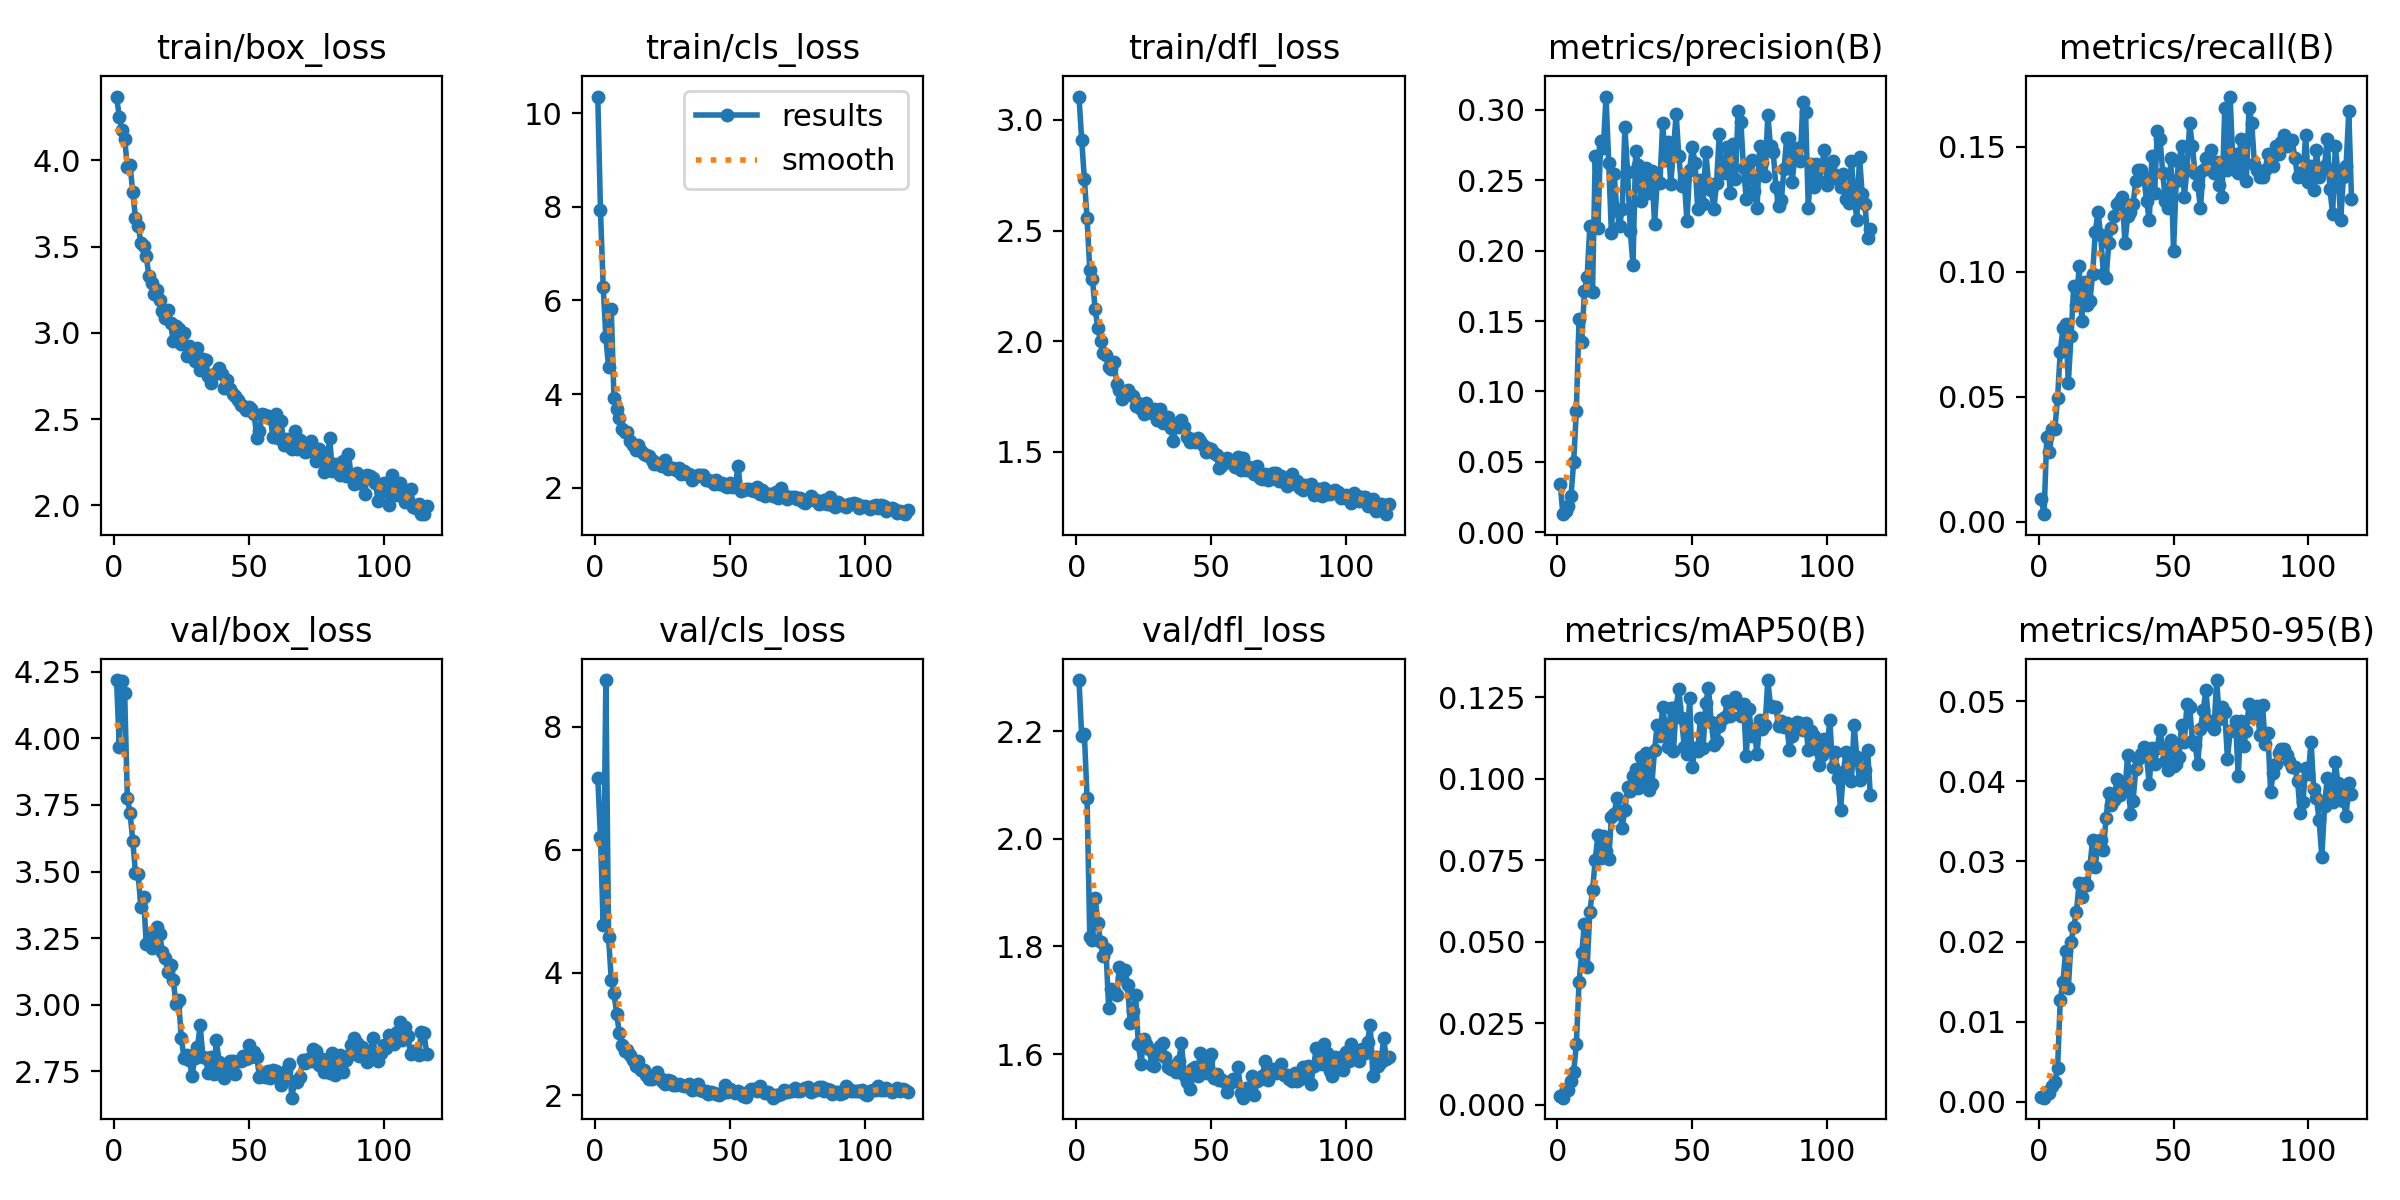 train/box_loss
4.0
3.5
3.0
2.5
2.0
0 50 100
train/cls_loss
results
smooth
10
8
6
4
2
0 50 100
train/dfl_loss
3.0
2.5
2.0
1.5
0 50 100
metrics/precision(B)
0.30
0.25
0.20
0.15
0.10
0.05
0.00
0 50 100
metrics/recall(B)
0.15
0.10
0.05
0.00
0 50 100
val/box_loss
4.25
4.00
3.75
3.50
3.25
3.00
2.75
0 50 100
val/cls_loss
8
6
4
2
0 50 100
val/dfl_loss
2.2
2.0
1.8
1.6
0 50 100
metrics/mAP50(B)
0.125
0.100
0.075
0.050
0.025
0.000
0 50 100
metrics/mAP50-95(B)
0.05
0.04
0.03
0.02
0.01
0.00
0 50 100